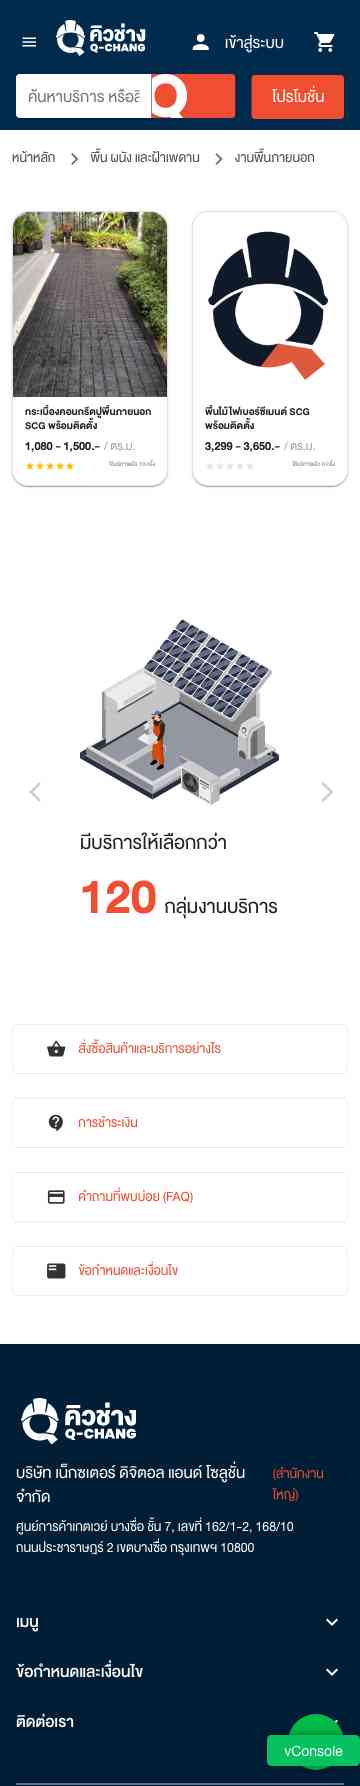 คิวช่าง
Q-CHANG
เข้าสู่ระบบ
ค้นหาบริการ หรือสิ
โปรโมชั่น
หน้าหลัก
พื้น ผนัง และฝ้าเพดาน
งานพื้นภายนอก
กระเบื้องคอนกรีตปูพื้นภายนอก
SCG พร้อมติดตั้ง
1,080 - 1,500.- / ตร.ม.
พื้นไม้ไฟเบอร์ซีเมนต์ SCG
พร้อมติดตั้ง
3,299 - 3,650.- / ตร.ม.
มีบริการให้เลือกกว่า
120 กลุ่มงานบริการ
สั่งซื้อสินค้าและบริการอย่างไร
การชำระเงิน
คำถามที่พบบ่อย (FAQ)
ข้อกำหนดและเงื่อนไข
คิวช่าง
Q-CHANG
บริษัท เน็กซเตอร์ ดิจิตอล แอนด์ โซลูชั่น
จำกัด
(สำนักงาน
ใหญ่)
ศูนย์การค้าเกตเวย์ บางซื่อ ชั้น 7, เลขที่ 162/1-2, 168/10
ถนนประชาราษฎร์ 2 เขตบางซื่อ กรุงเทพฯ 10800
เมนู
ข้อกำหนดและเงื่อนไข
ติดต่อเรา
vConsole